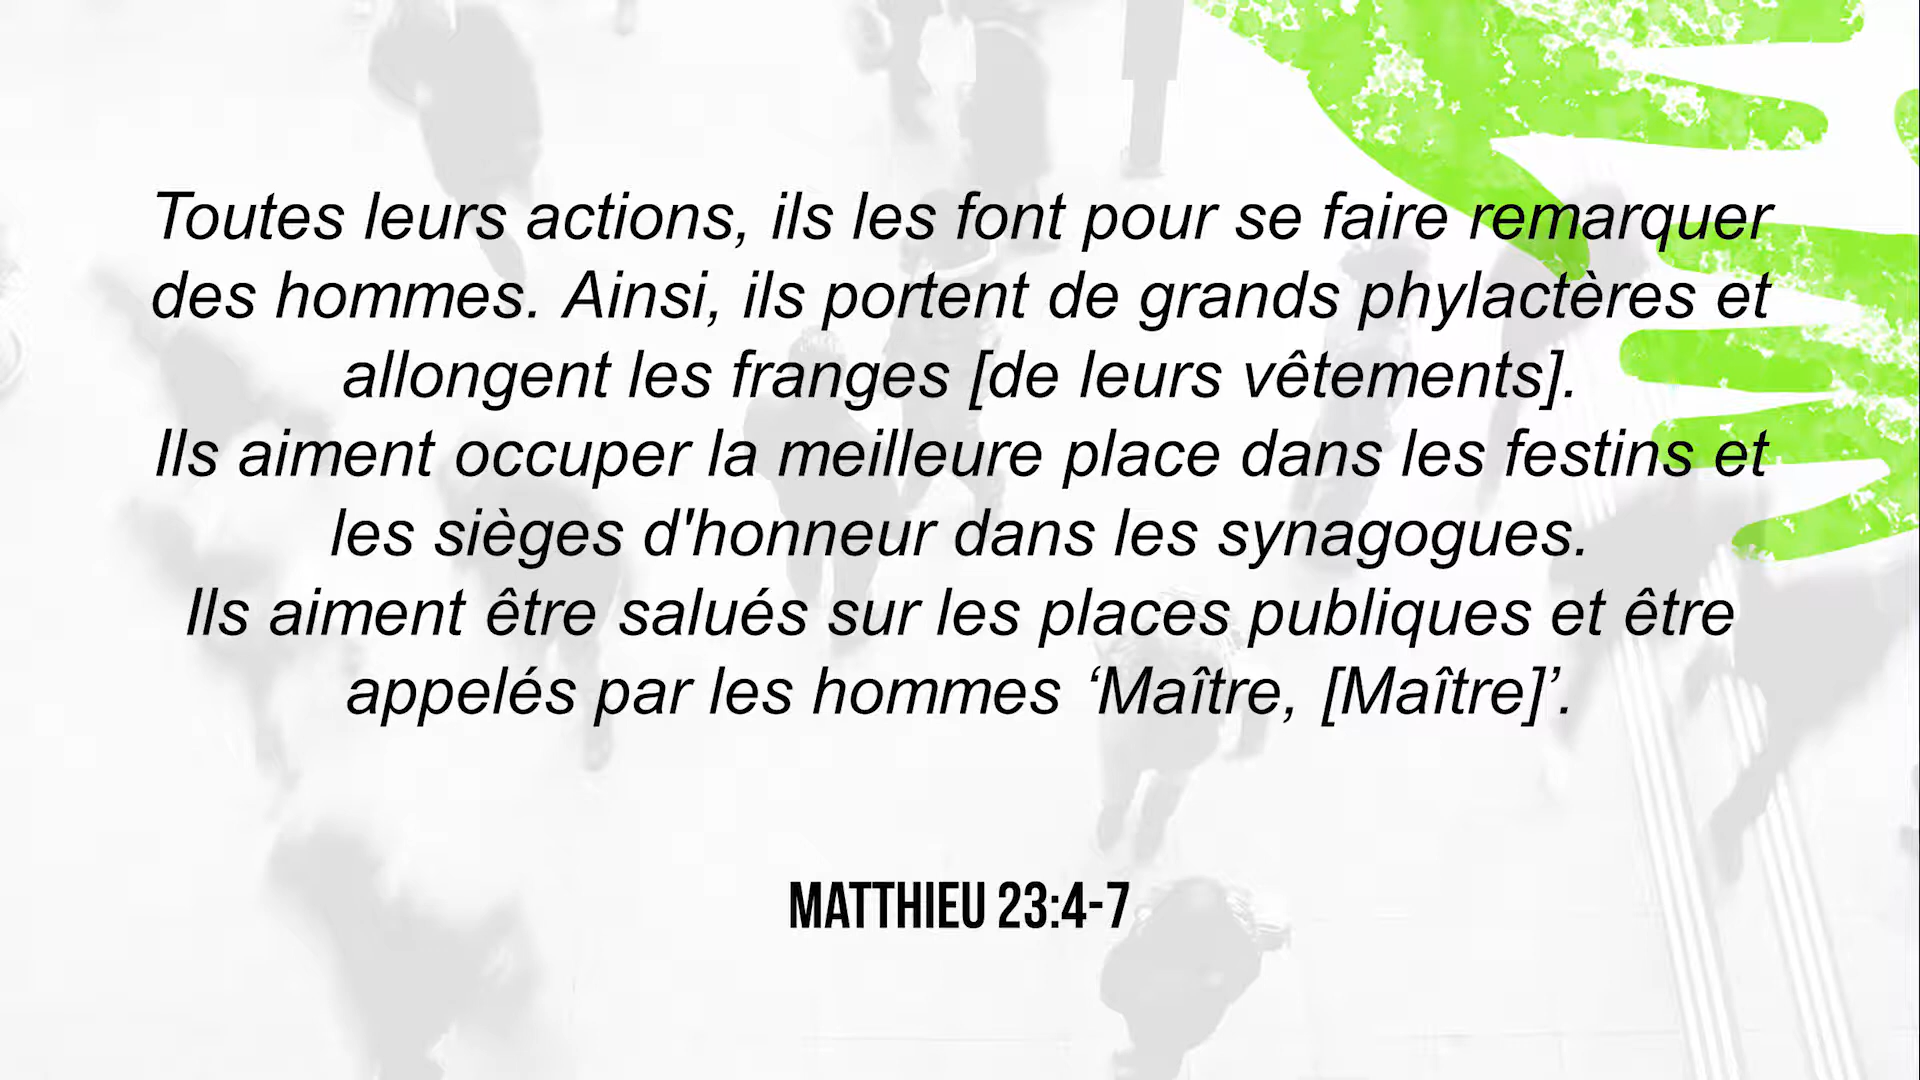 Toutes leurs actions, ils les font pour se faire remarquer
des hommes. Ainsi, ils portent de grands phylactères et
allongent les franges [de leurs vêtements].
Ils aiment occuper la meilleure place dans les festins et
les sièges d'honneur dans les synagogues.
Ils aiment être salués sur les places publiques et être
appelés par les hommes ‘Maître, [Maître]’.
MATTHIEU 23:4-7